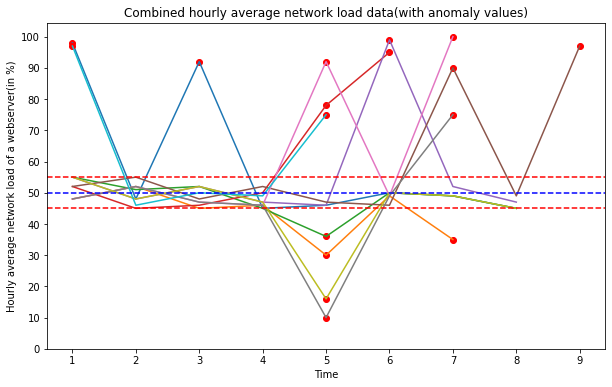 Combined hourly average network load data(with anomaly values)
Hourly average network load of a webserver(in %)
100
90
80
70
60
50
40
30
20
10
0
1 2 3 4 5 6 7 8 9
Time